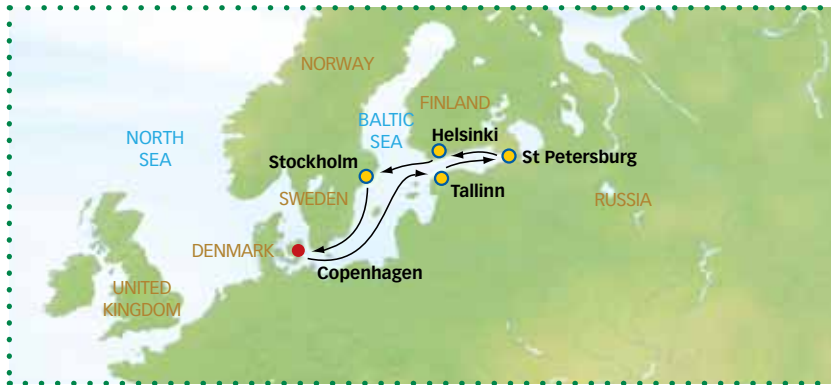 NORWAY
FINLAND
BALTIC
SEA
NORTH
SEA
Helsinki
Stockholm
St Petersburg
Tallinn
SWEDEN
RUSSIA
DENMARK
Copenhagen
UNITED
KINGDOM